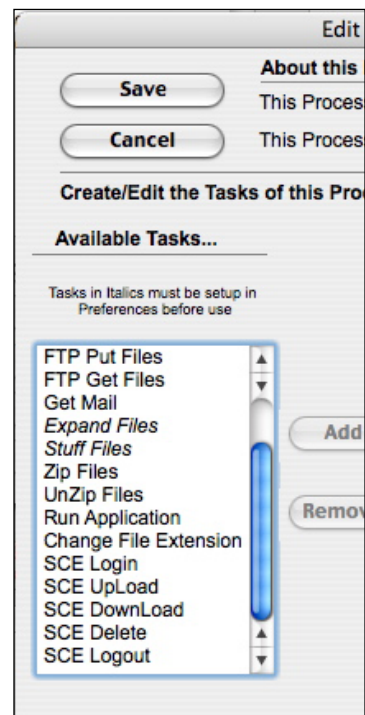 Edit
Save
About this
This Proces
Cancel
This Proces
Create/Edit the Tasks of this Pro
Available Tasks...
Tasks in Italics must be setup in
Preferences before use
FTP Put Files
FTP Get Files
Get Mail
Expand Files
Stuff Files
Zip Files
UnZip Files
Run Application
Change File Extension
SCE Login
SCE UpLoad
SCE DownLoad
SCE Delete
SCE Logout
Add
Remov